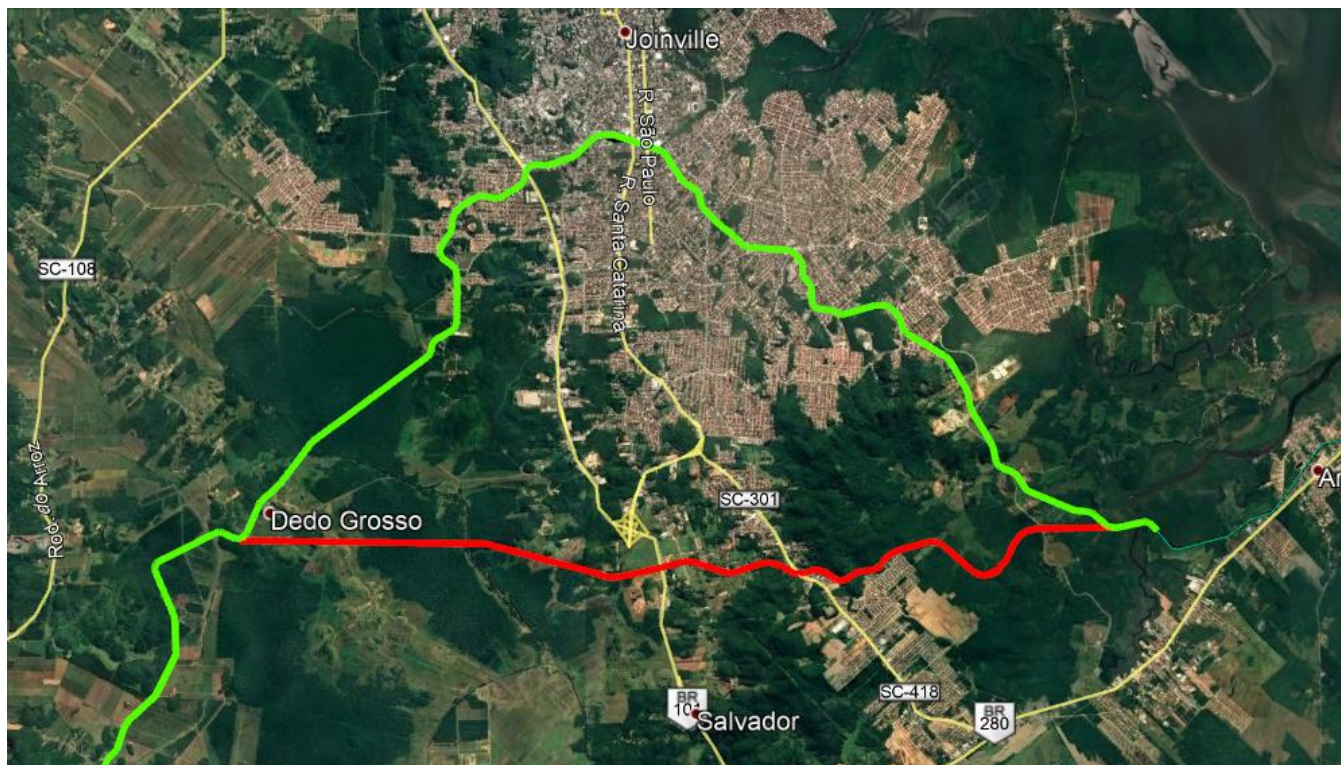 Joinville
R São Paulo
R. Santa Catarina
SC-108
Rod. do Arroz
Dedo Grosso
SC-301
SC-418
BR
101
Salvador
BR
280
Ar